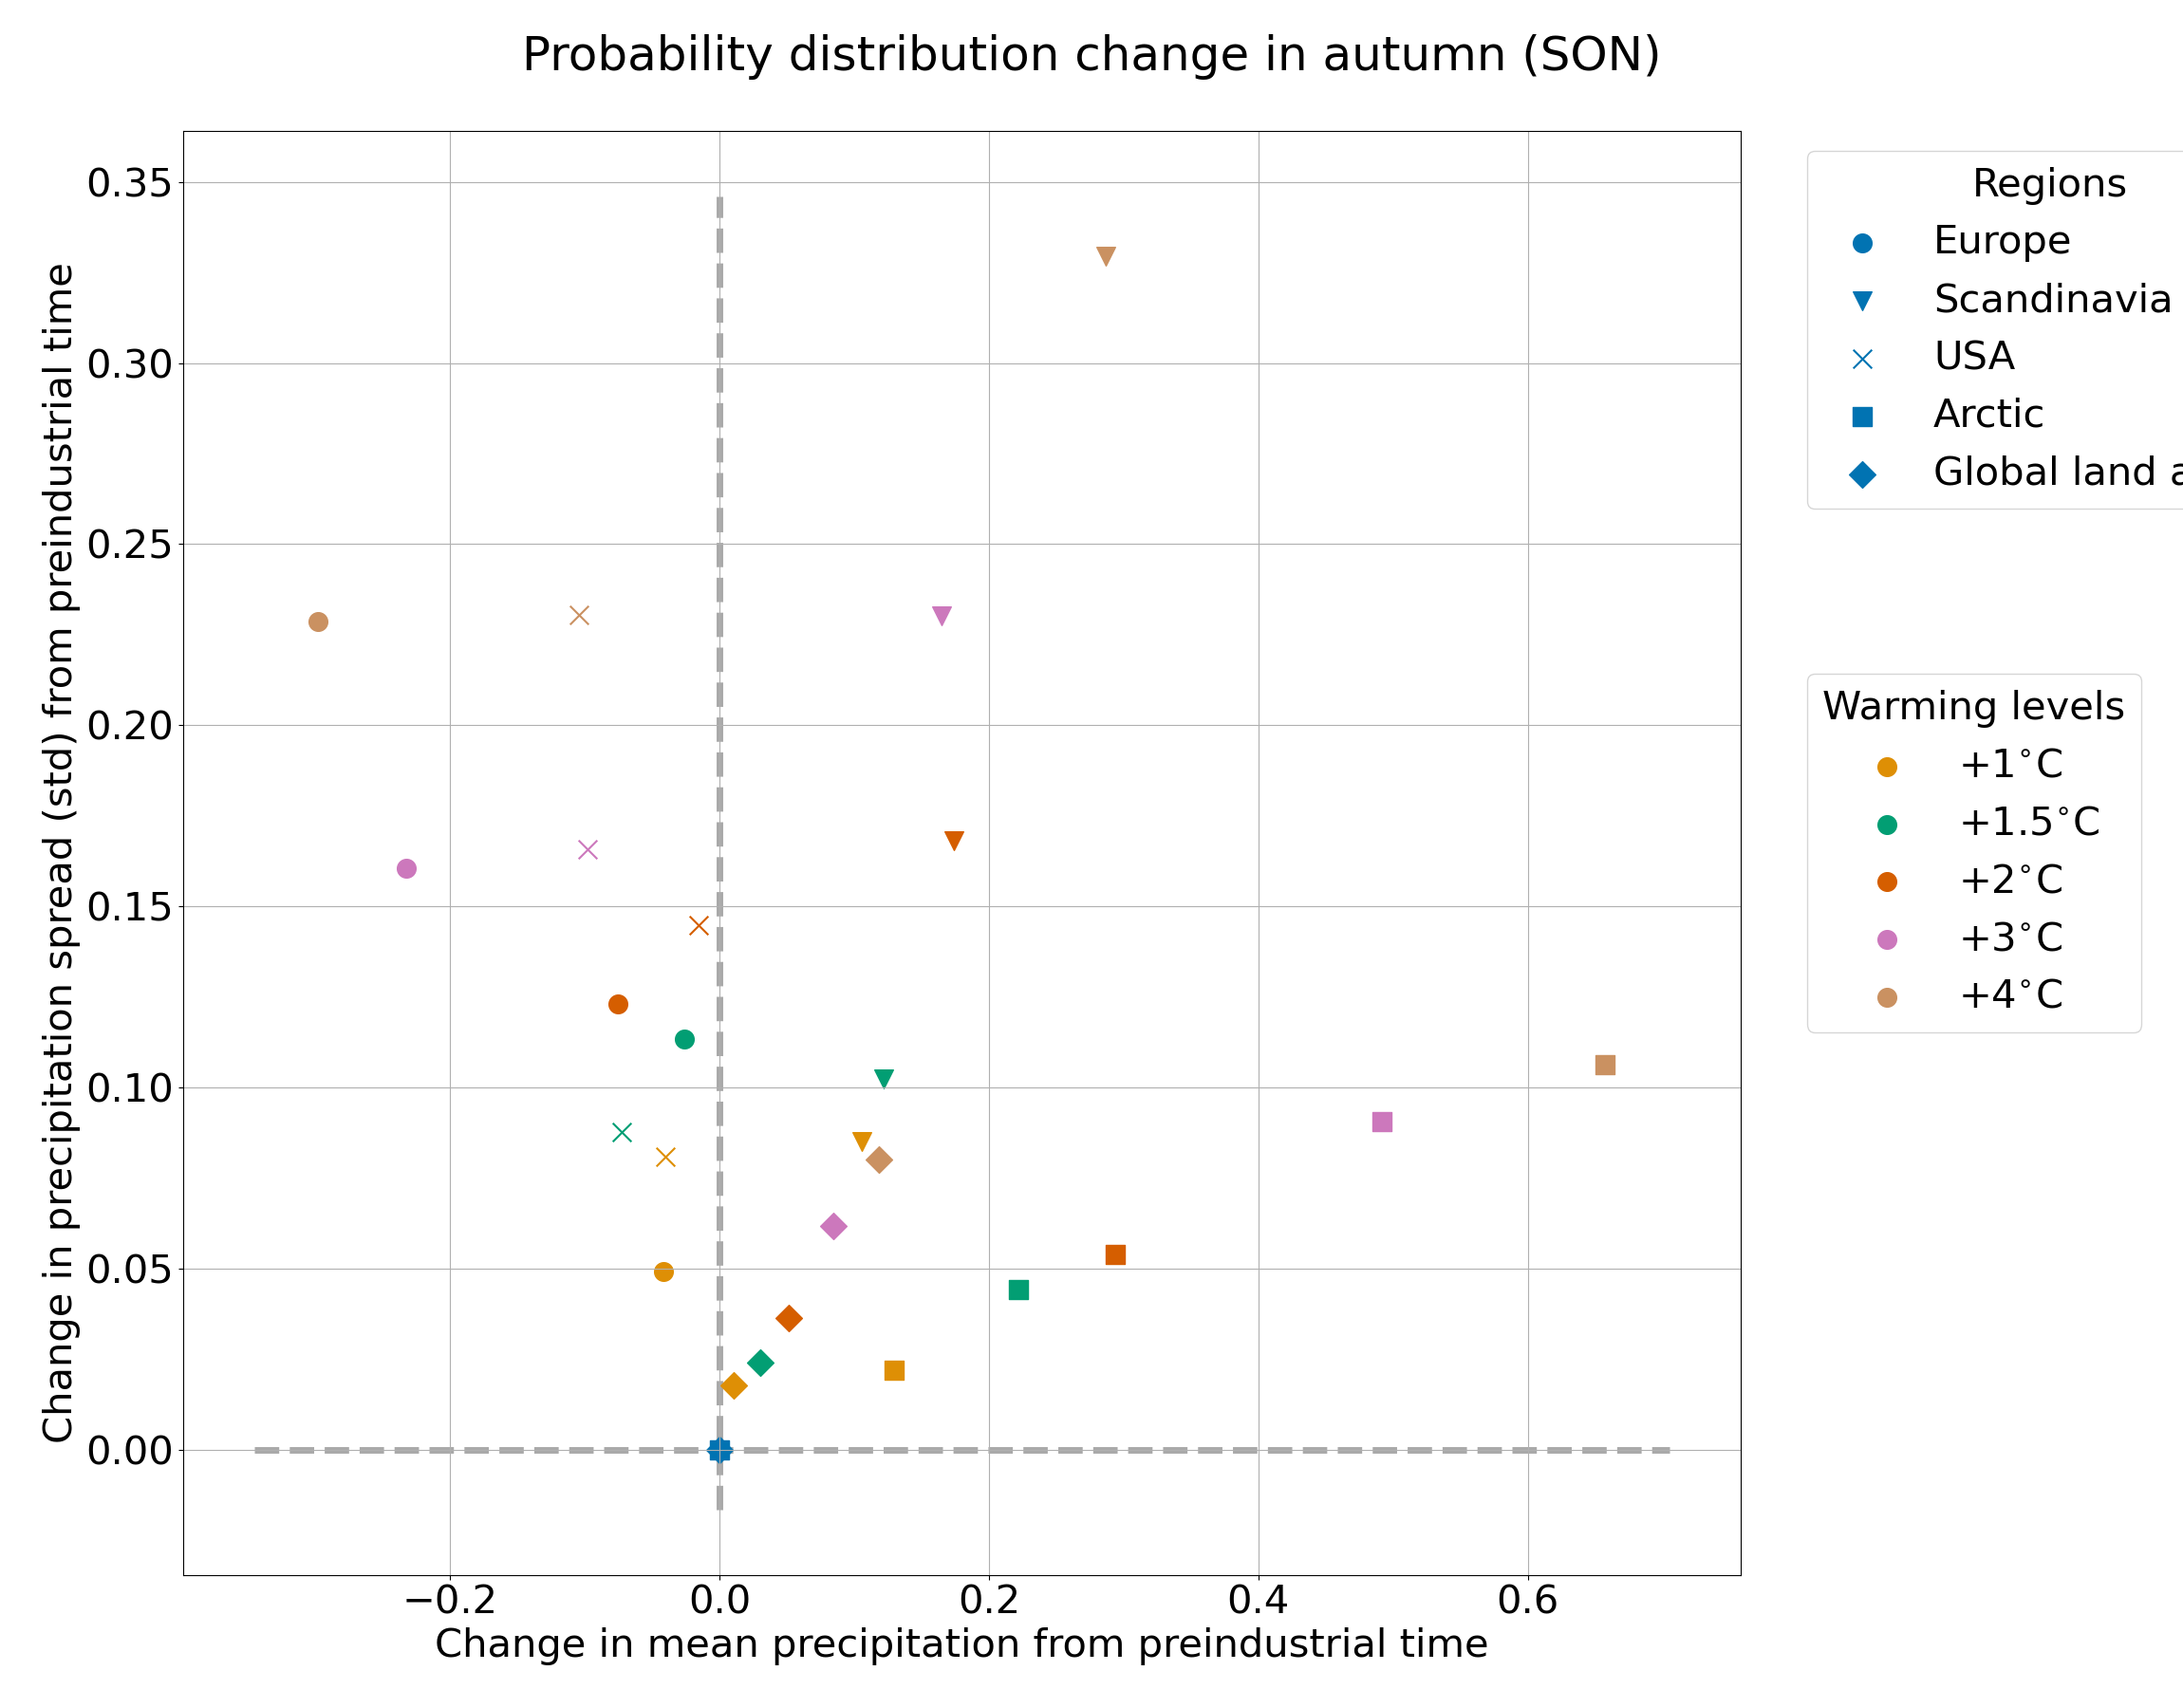 Probability distribution change in autumn (SON)
Change in precipitation spread (std) from preindustrial time
0.35
0.30
0.25
0.20
0.15
0.10
0.05
0.00
−0.2
0.0
0.2
0.4
0.6
Change in mean precipitation from preindustrial time
Regions
Europe
Scandinavia
USA
Arctic
Global land
Warming levels
+1°C
+1.5°C
+2°C
+3°C
+4°C